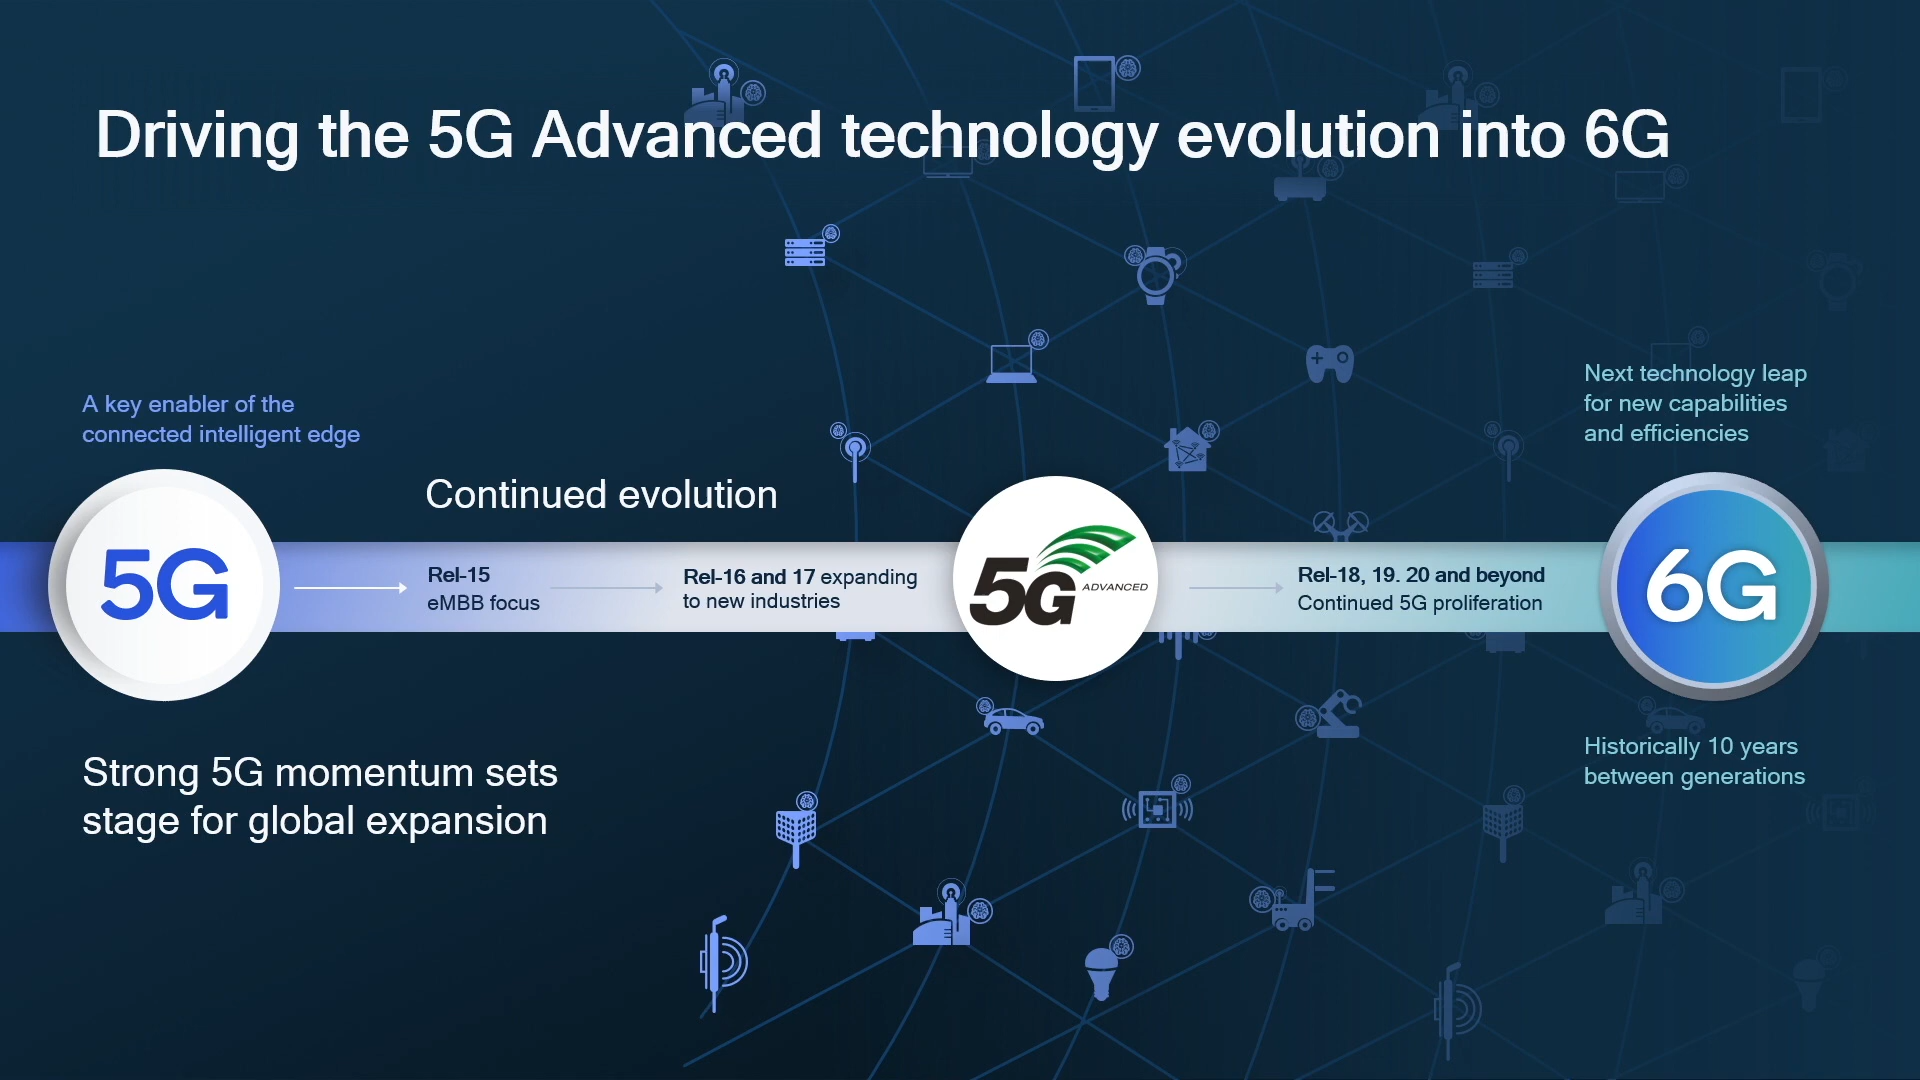 Driving the 5G Advanced technology evolution into 6G
A key enabler of the
connected intelligent edge
5G
Continued evolution
Rel-15
eMBB focus
Rel-16 and 17 expanding
to new industries
5G ADVANCED
Rel-18, 19. 20 and beyond
Continued 5G proliferation
Next technology leap
for new capabilities
and efficiencies
6G
Historically 10 years
between generations
Strong 5G momentum sets
stage for global expansion